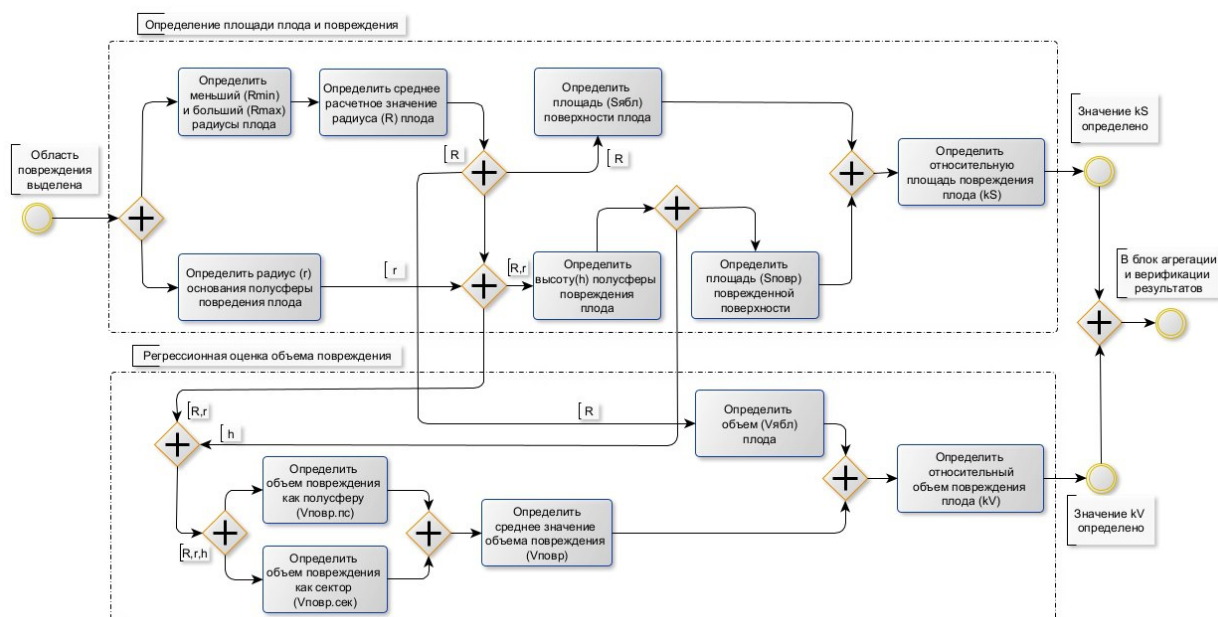 Определение площади плода и повреждения
Определить
меньший (Rmin)
и больший (Rmax)
радиусы плода
Определить среднее
расчетное значение
радиуса (R) плода
Определить
площадь (Sябл)
поверхности плода
Значение kS
определено
Область
повреждения
выделена
[R
[R
Определить
относительную
площадь повреждения
плода (kS)
Определить радиус (r)
основания полусферы
повредения плода
[r
[R,r
Определить
высоту(h) полусферы
повреждения
плода
Определить
площадь (Sповр)
поврежденной
поверхности
В блок агрегации
и верификации
результатов
Регрессионная оценка объема повреждения
[R,r
[h
[R
Определить
объем (Vябл)
плода
Определить
объем повреждения
как полусферу
(Vповр.пс)
[R,r,h
Определить
объем повреждения
как сектор
(Vповр.сек)
Определить
среднее значение
объема повреждения
(Vповр)
Определить
относительный
объем повреждения
плода (kV)
Значение kV
определено